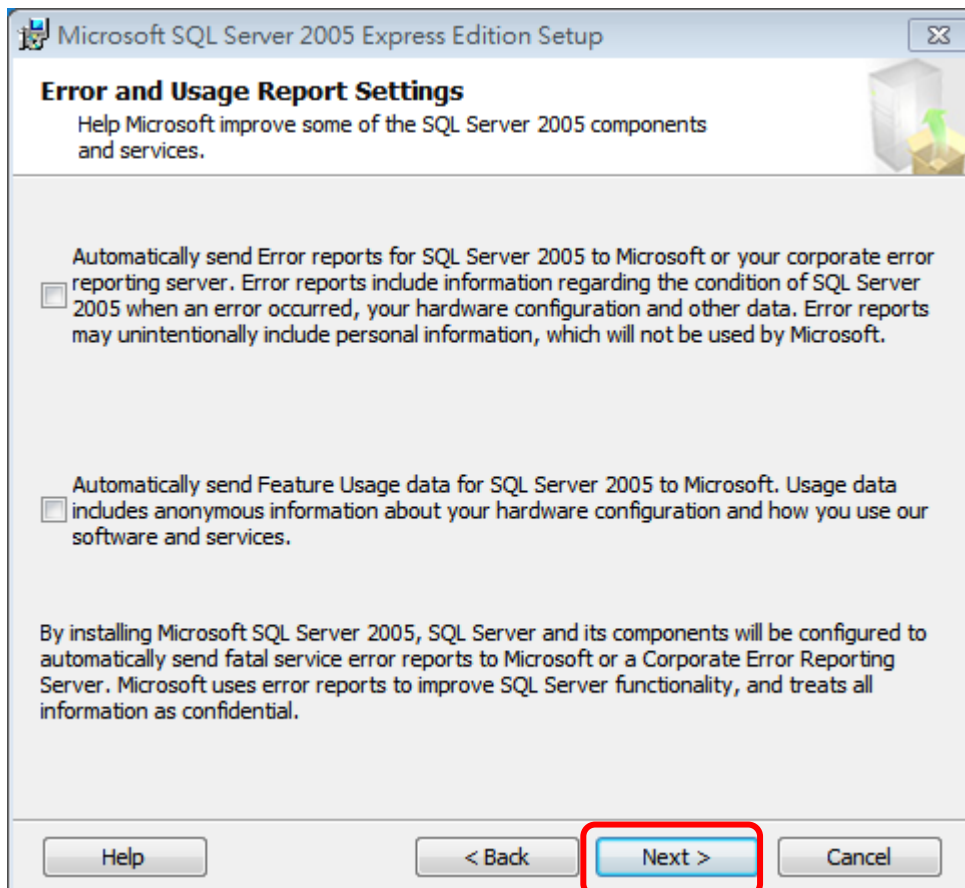 Microsoft SQL Server 2005 Express Edition Setup
Error and Usage Report Settings
Help Microsoft improve some of the SQL Server 2005 components
and services.
Automatically send Error reports for SQL Server 2005 to Microsoft or your corporate error
reporting server. Error reports include information regarding the condition of SQL Server
2005 when an error occurred, your hardware configuration and other data. Error reports
may unintentionally include personal information, which will not be used by Microsoft.
Automatically send Feature Usage data for SQL Server 2005 to Microsoft. Usage data
includes anonymous information about your hardware configuration and how you use our
software and services.
By installing Microsoft SQL Server 2005, SQL Server and its components will be configured to
automatically send fatal service error reports to Microsoft or a Corporate Error Reporting
Server. Microsoft uses error reports to improve SQL Server functionality, and treats all
information as confidential.
Help < Back Next > Cancel